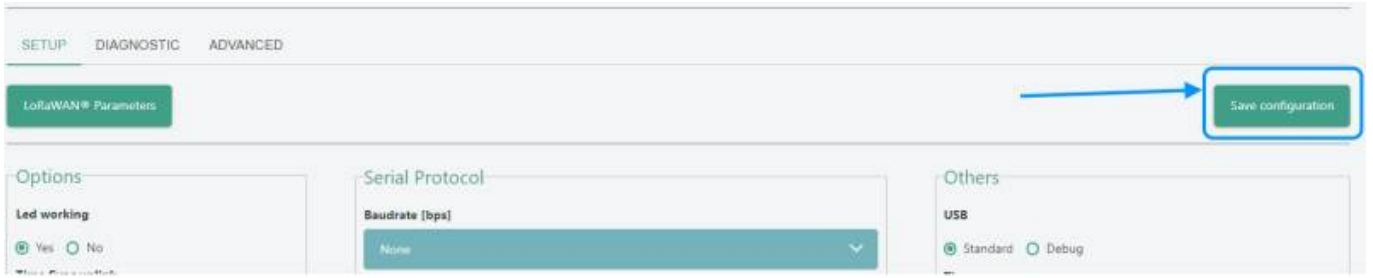 SETUP DIAGNOSTIC ADVANCED
LoRaWAN® Parameters
Save configuration
Options
Serial Protocol
Others
Led working
Baudrate [bps]
USB
Yes No
None
Standard Debug